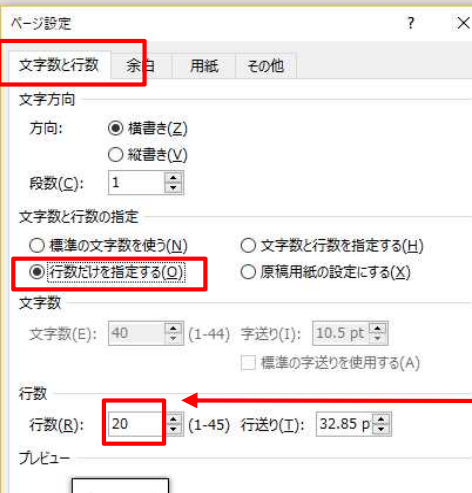 ページ設定 ? ×
文字数と行数 余白 用紙 その他
文字方向
方向: 横書き(Z)
縦書き(V)
段数(C): 1
文字数と行数の指定
標準の文字数を使う(N) 文字数と行数を指定する(H)
行数だけを指定する(O) 原稿用紙の設定にする(X)
文字数
文字数(E): 40 (1-44) 字送り(I): 10.5 pt
標準の字送りを使用する(A)
行数
行数(R): 20 (1-45) 行送り(T): 32.85 p
プレビュー